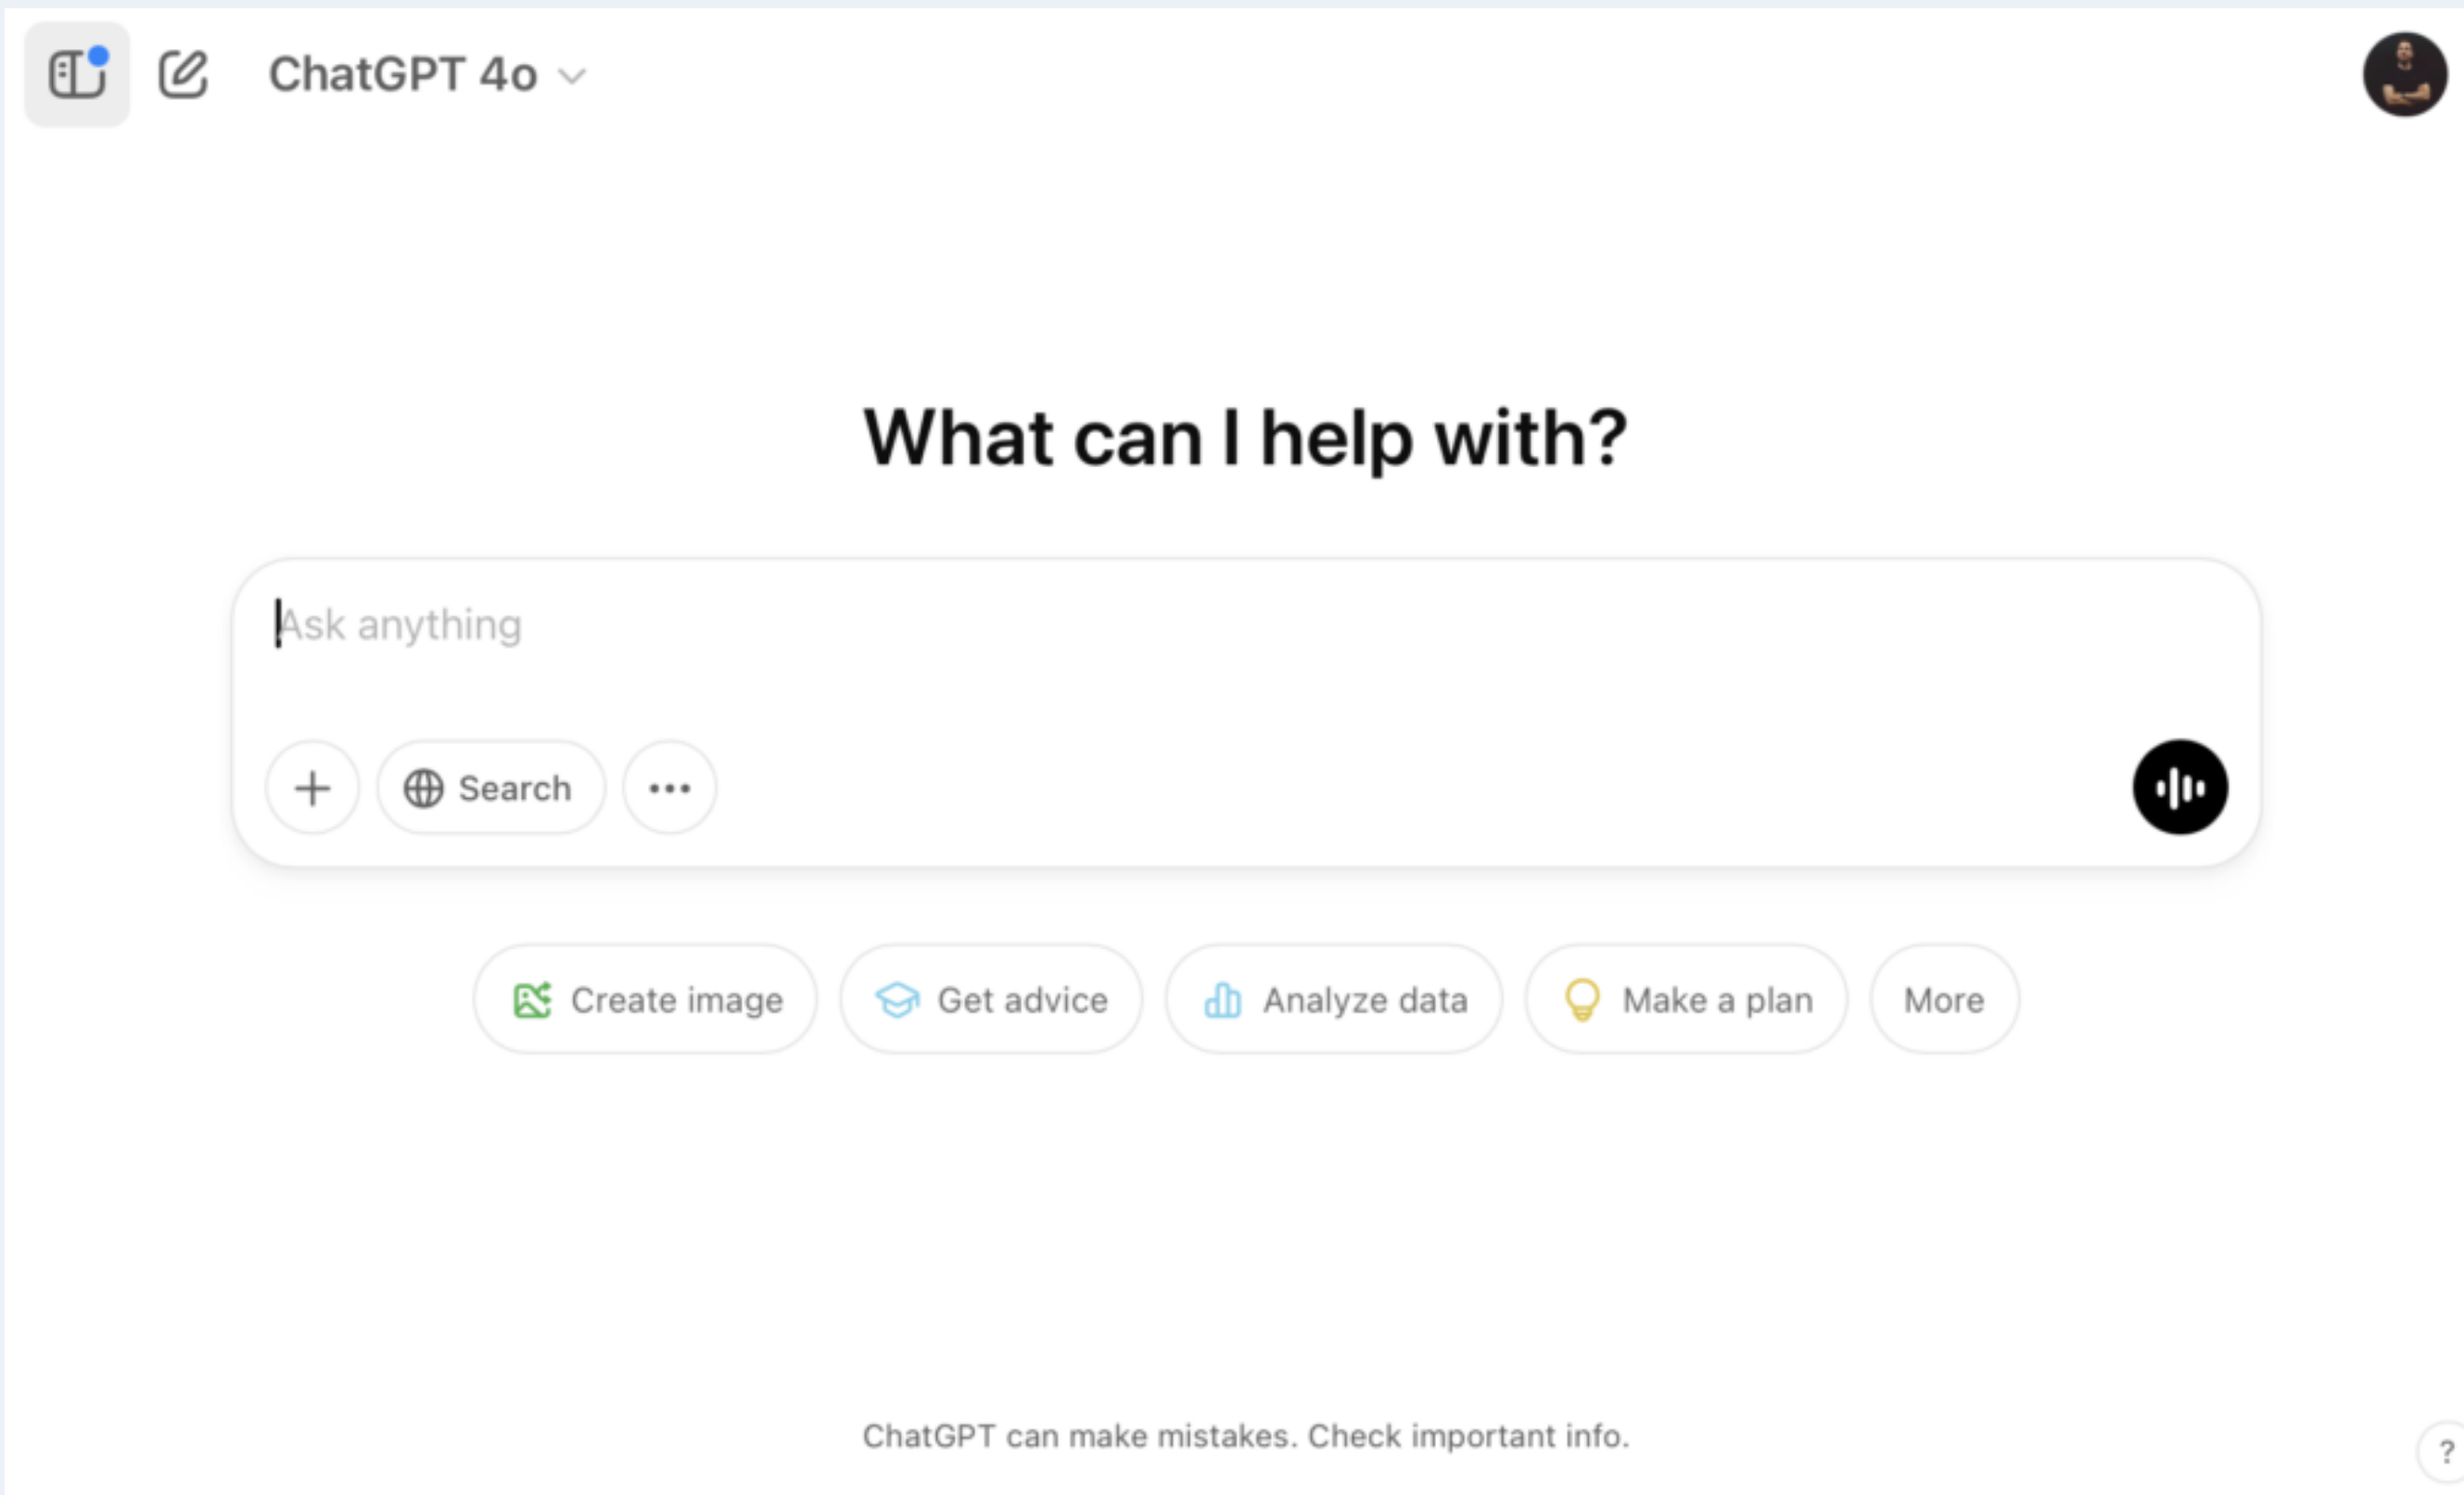 ChatGPT 4o
What can I help with?
Ask anything
Search
Create image
Get advice
Analyze data
Make a plan
More
ChatGPT can make mistakes. Check important info.
?